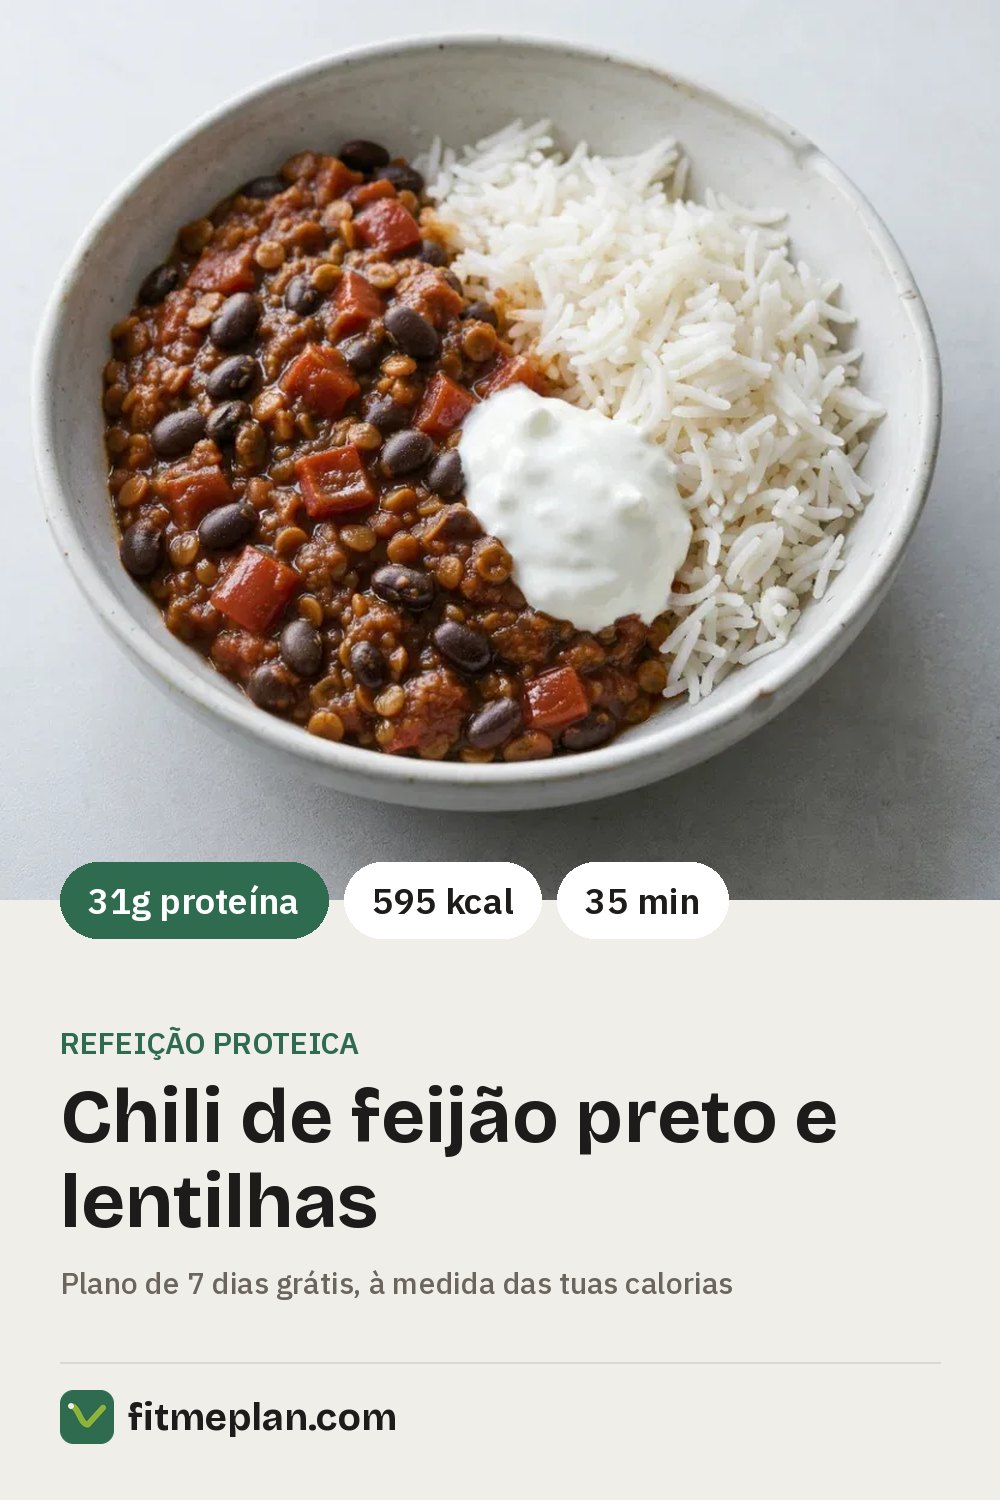 31g proteína
595 kcal
35 min
REFEIÇÃO PROTEICA
Chili de feijão preto e
lentilhas
Plano de 7 dias grátis, à medida das tuas calorias
fitmeplan.com